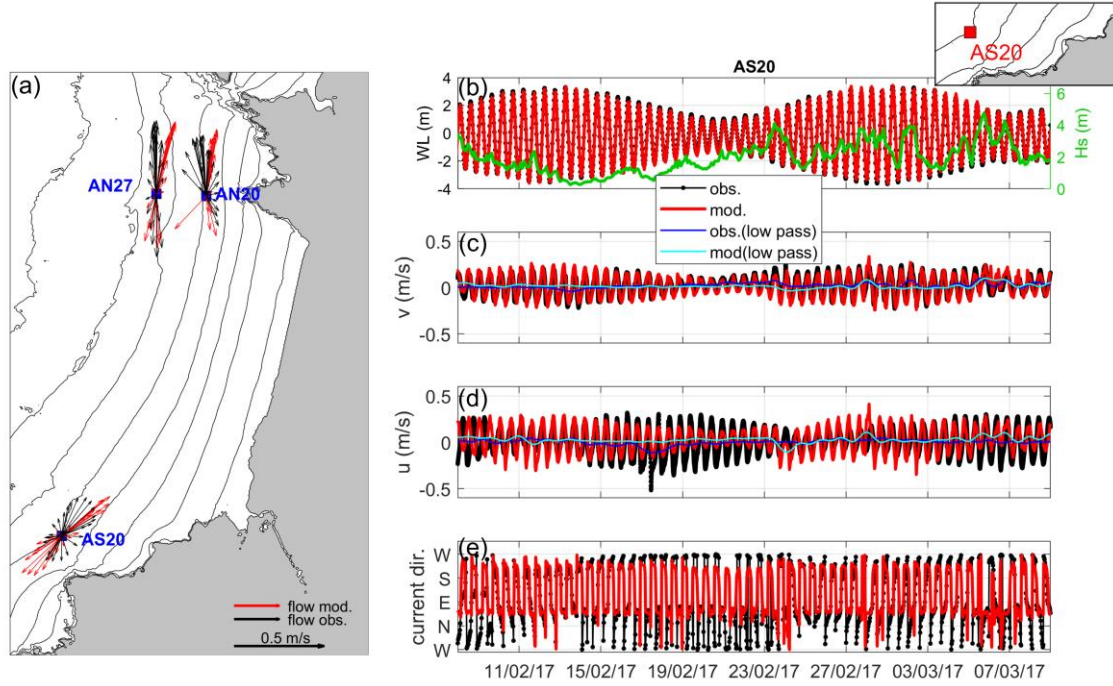 (a)
AN27
AN20
AS20
flow mod.
flow obs.
0.5 m/s
AS20
AS20
(b)
WL (m)
4
2
0
-2
-4
Hs (m)
6
4
2
0
obs.
mod.
obs.(low pass)
mod(low pass)
(c)
v (m/s)
0.5
0
-0.5
(d)
u (m/s)
0.5
0
-0.5
(e)
current dir.
W
S
E
N
W
11/02/17 15/02/17 19/02/17 23/02/17 27/02/17 03/03/17 07/03/17